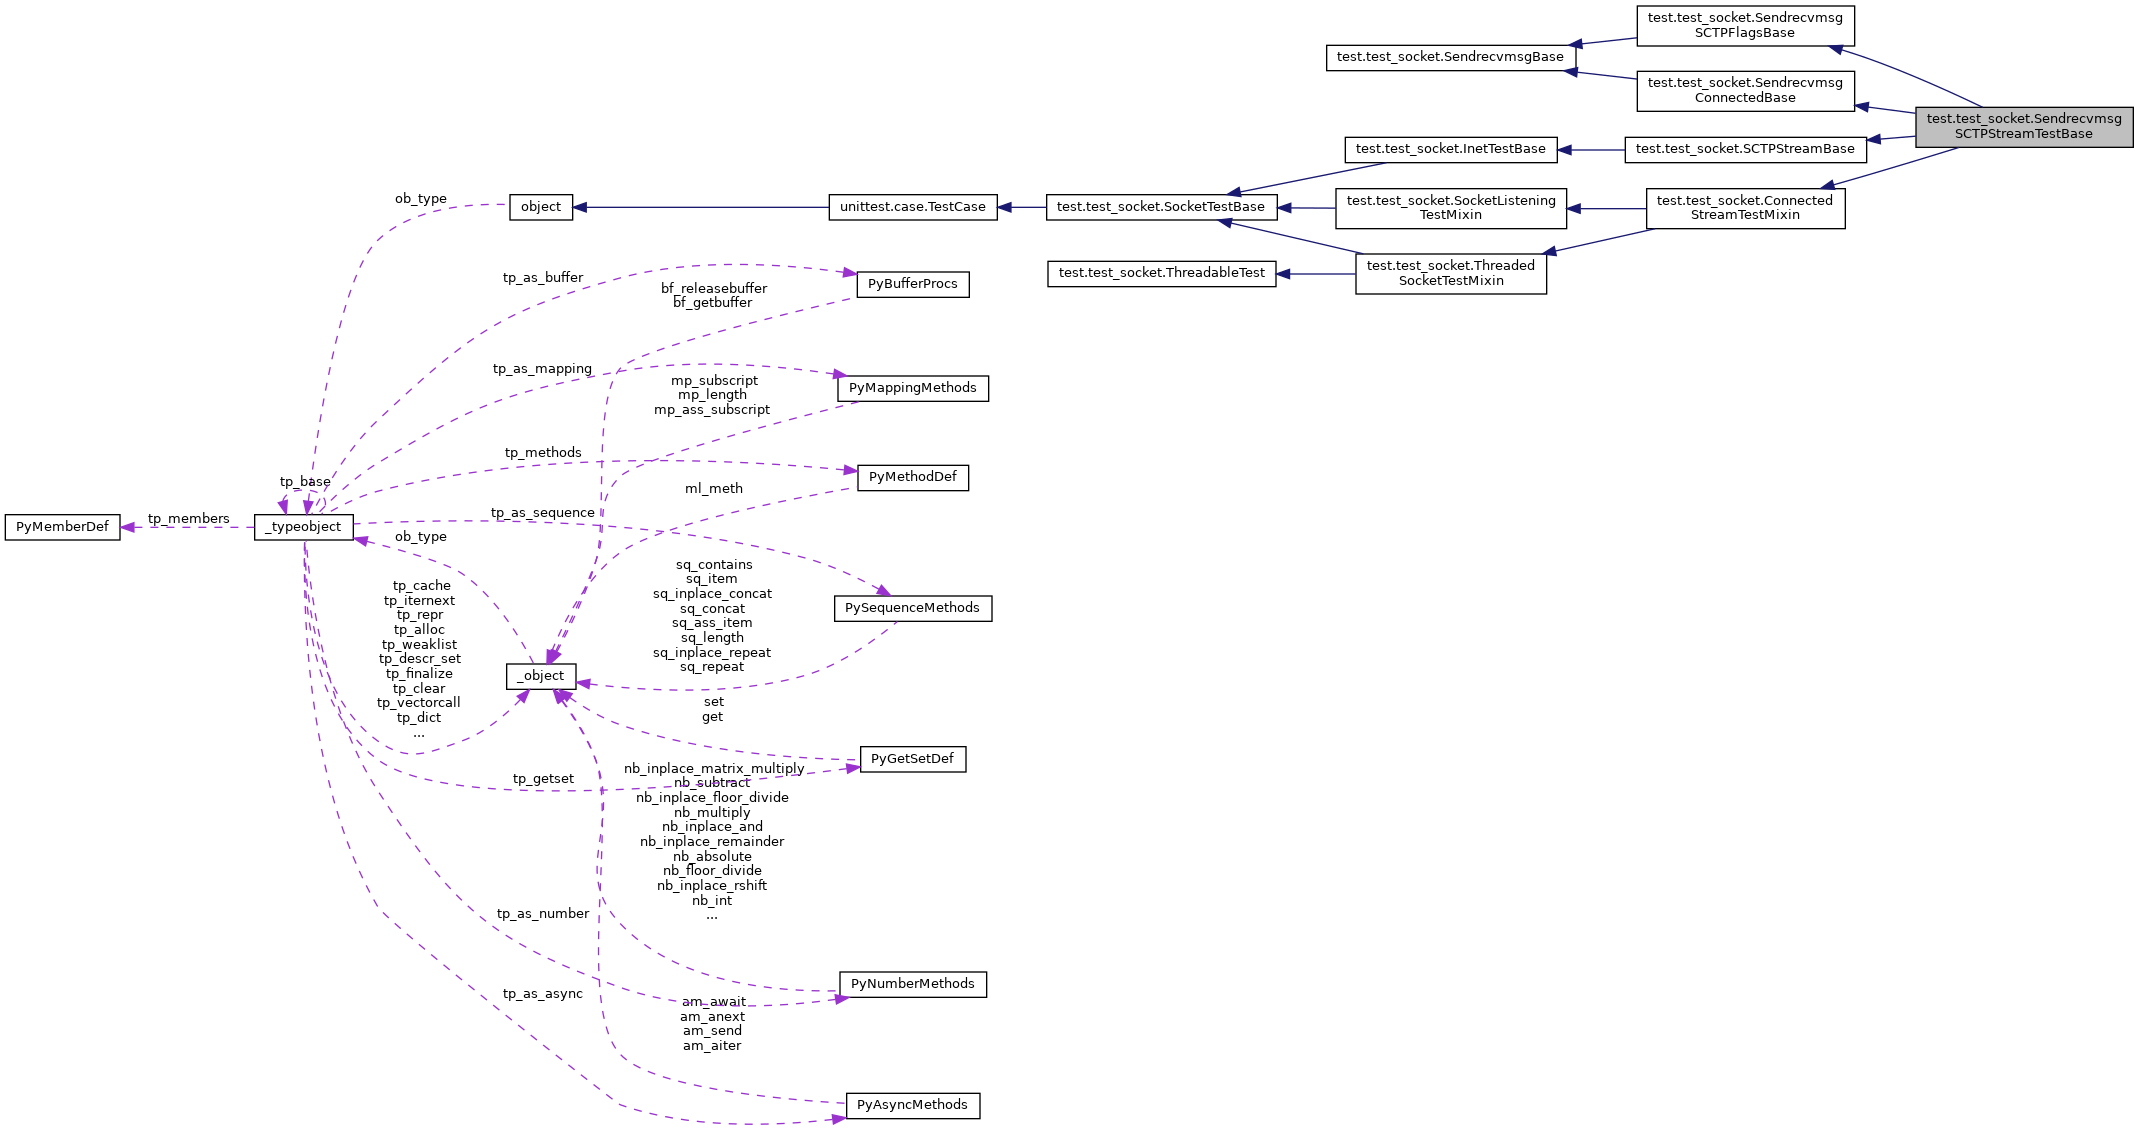 test.test_socket.Sendrecvmsg
SCTPFlagsBase
test.test_socket.SendrecvmsgBase
test.test_socket.Sendrecvmsg
ConnectedBase
test.test_socket.Sendrecvmsg
SCTPStreamTestBase
test.test_socket.InetTestBase
test.test_socket.SCTPStreamBase
ob_type
object
unittest.case.TestCase
test.test_socket.SocketTestBase
test.test_socket.SocketListening
TestMixin
test.test_socket.Connected
StreamTestMixin
test.test_socket.ThreadableTest
test.test_socket.Threaded
SocketTestMixin
tp_as_buffer
bf_releasebuffer
bf_getbuffer
PyBufferProcs
tp_as_mapping
mp_subscript
mp_length
mp_ass_subscript
PyMappingMethods
tp_methods
ml_meth
PyMethodDef
tp_base
PyMemberDef
tp_members
_typeobject
tp_as_sequence
ob_type
sq_contains
sq_item
sq_inplace_concat
sq_concat
sq_ass_item
sq_length
sq_inplace_repeat
sq_repeat
PySequenceMethods
tp_cache
tp_iternext
tp_repr
tp_alloc
tp_weaklist
tp_descr_set
tp_finalize
tp_clear
tp_vectorcall
tp_dict
...
_object
set
get
PyGetSetDef
tp_getset
nb_inplace_matrix_multiply
nb_subtract
nb_inplace_floor_divide
nb_multiply
nb_inplace_and
nb_inplace_remainder
nb_absolute
nb_floor_divide
nb_inplace_rshift
nb_int
...
tp_as_number
PyNumberMethods
tp_as_async
am_await
am_anext
am_send
am_aiter
PyAsyncMethods